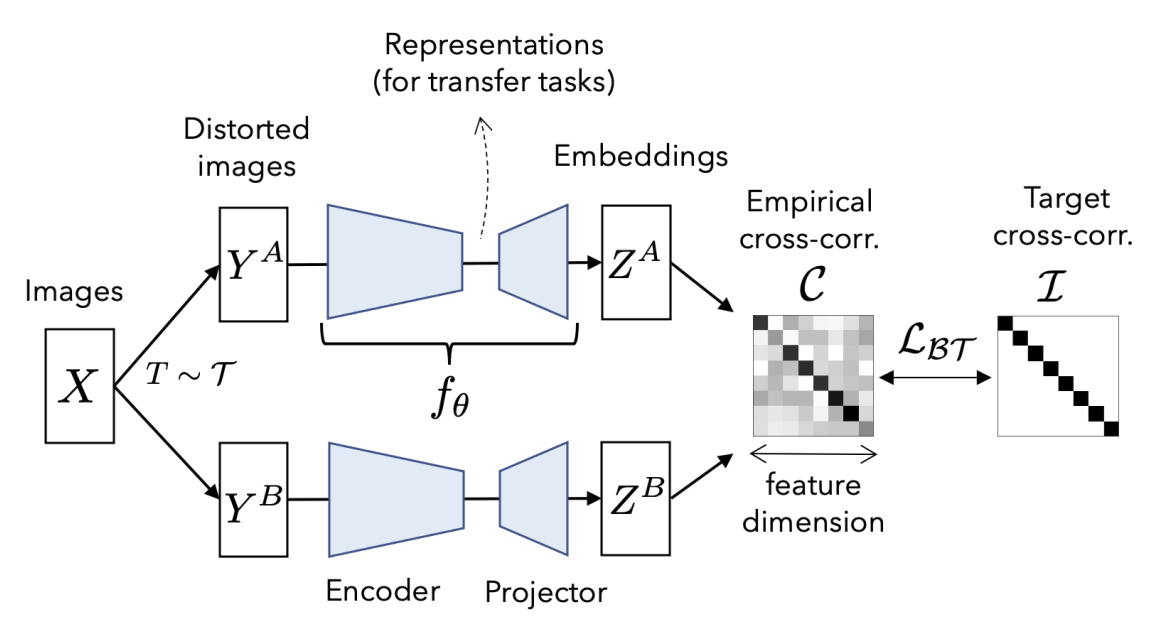 Representations
(for transfer tasks)
Distorted
images
Embeddings
Empirical
cross-corr.
Target
cross-corr.
Images
X
T ∼ 𝒯
Y^A
Z^A
𝒞
ℐ
ℒ_ℬ𝒯
f_θ
Y^B
Z^B
feature
dimension
Encoder
Projector